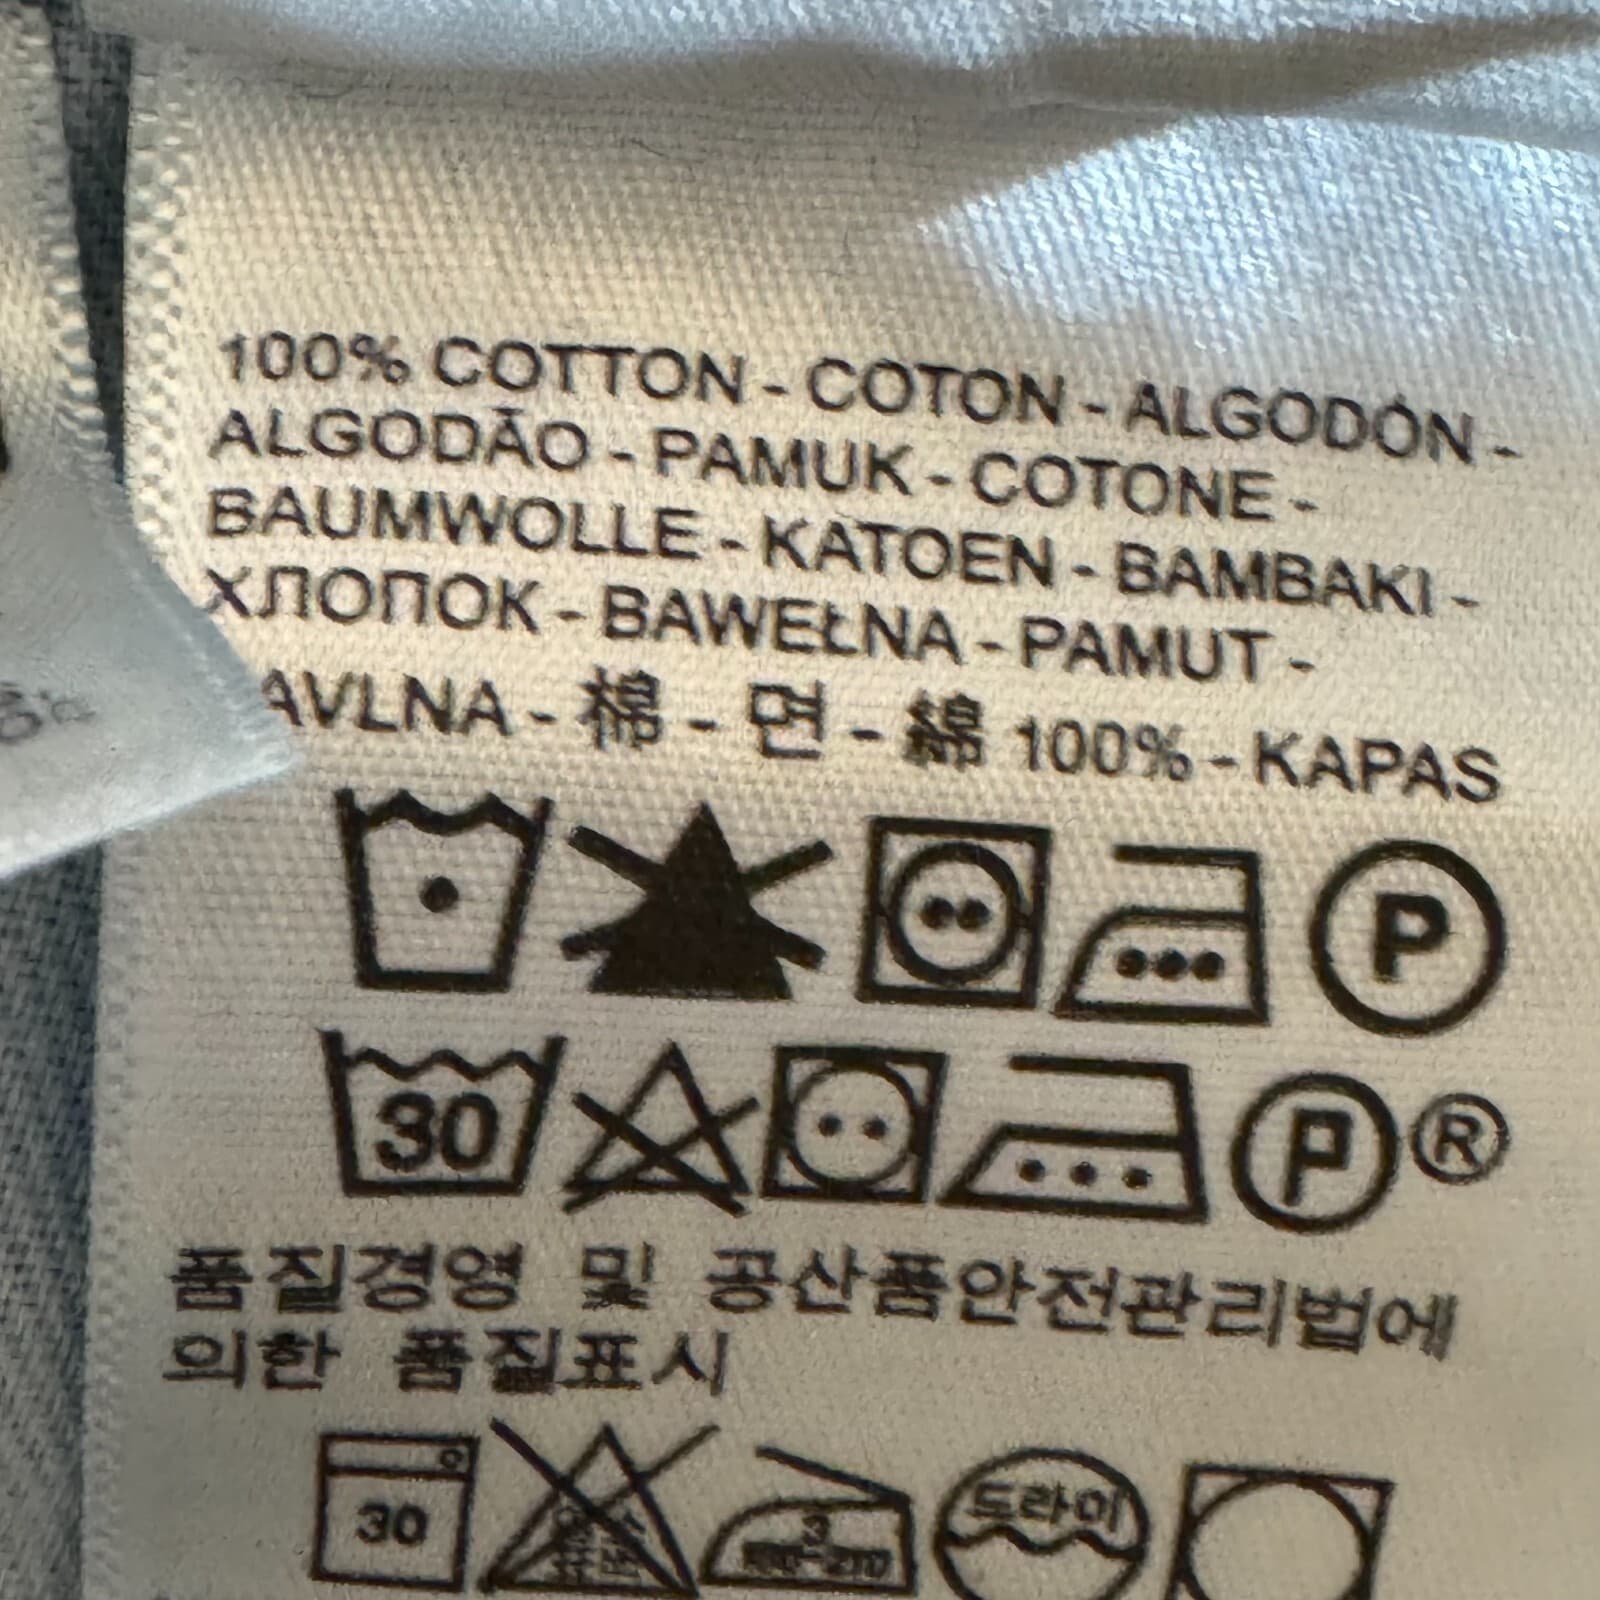 100% COTTON - COTON - ALGODÓN -
ALGODÃO - PAMUK - COTONE -
BAUMWOLLE - KATOEN - BAMBAKI -
ХЛОПОК - BAWEŁNA - PAMUT -
AVLNA - 棉 - 면 - 綿 100% - KAPAS
P
30 P ®
품질경영 및 공산품안전관리법에
의한 품질표시
30 3 드라이